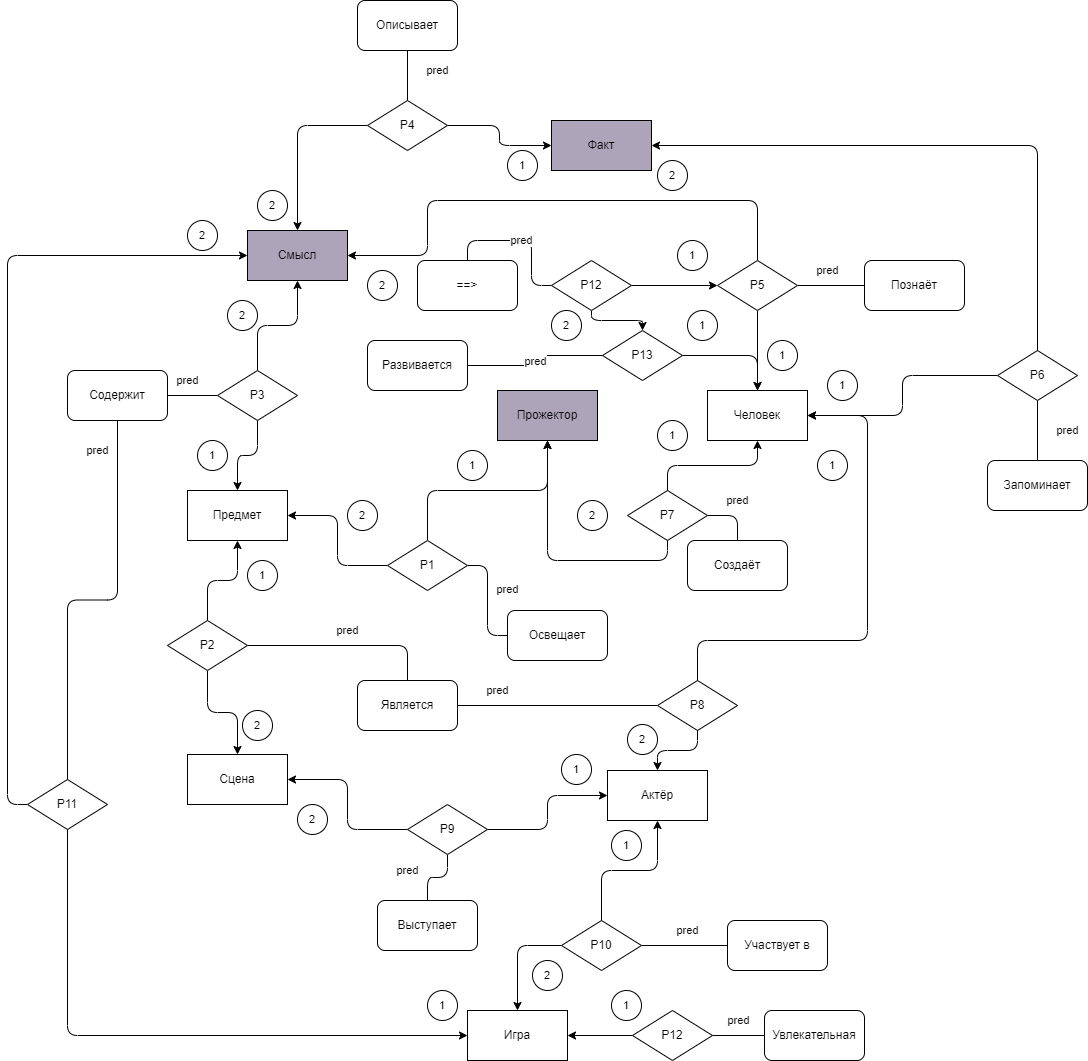 Описывает
pred
P4
Факт
1
2
2
2
Смысл
2
pred
==>
P12
1
P5
pred
Познаёт
2
2
1
Развивается
pred
P13
1
P6
1
Содержит
pred
P3
Прожектор
Человек
pred
pred
1
1
1
1
Запоминает
Предмет
2
2
P7
pred
P1
Создаёт
1
pred
Освещает
P2
pred
Является
pred
P8
2
2
Сцена
1
Актёр
P11
2
P9
1
pred
Выступает
P10
pred
Участвует в
2
1
1
Игра
P12
pred
Увлекательная